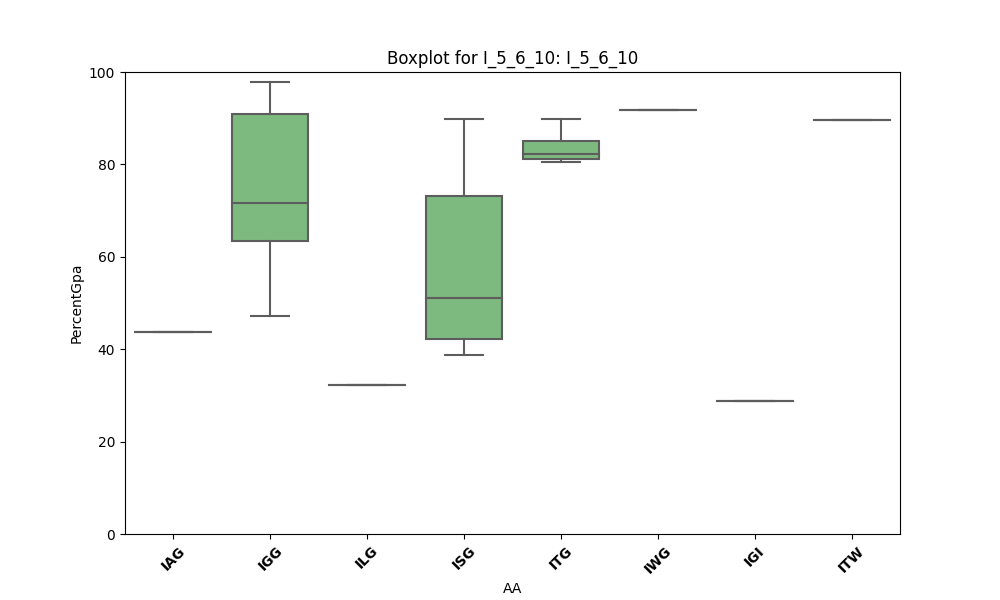 Boxplot for I_5_6_10: I_5_6_10
100
80
60
40
20
0
PercentGpa
IAG
IGG
ILG
ISG
ITG
IWG
IGI
ITW
AA